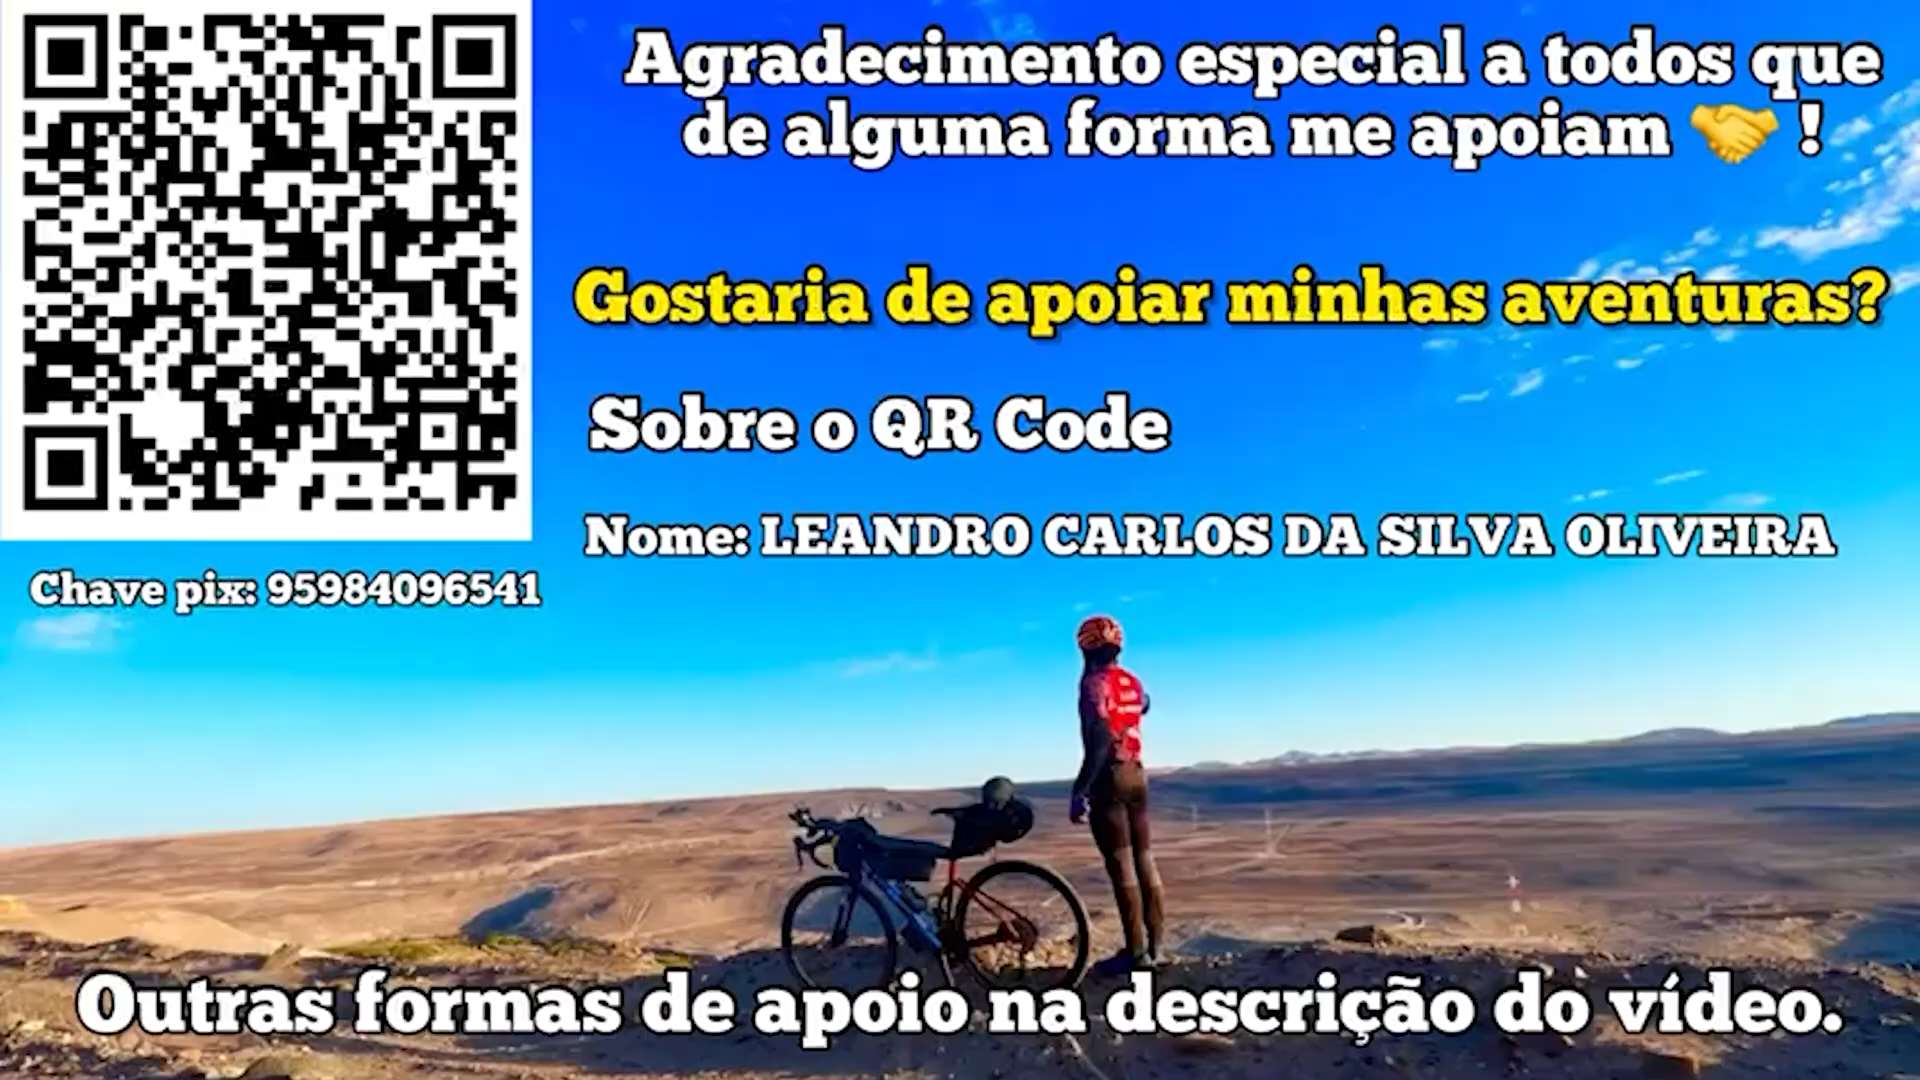 Agradecimento especial a todos que
de alguma forma me apoiam 🤝 !
Gostaria de apoiar minhas aventuras?
Sobre o QR Code
Nome: LEANDRO CARLOS DA SILVA OLIVEIRA
Chave pix: 95984096541
Outras formas de apoio na descrição do vídeo.